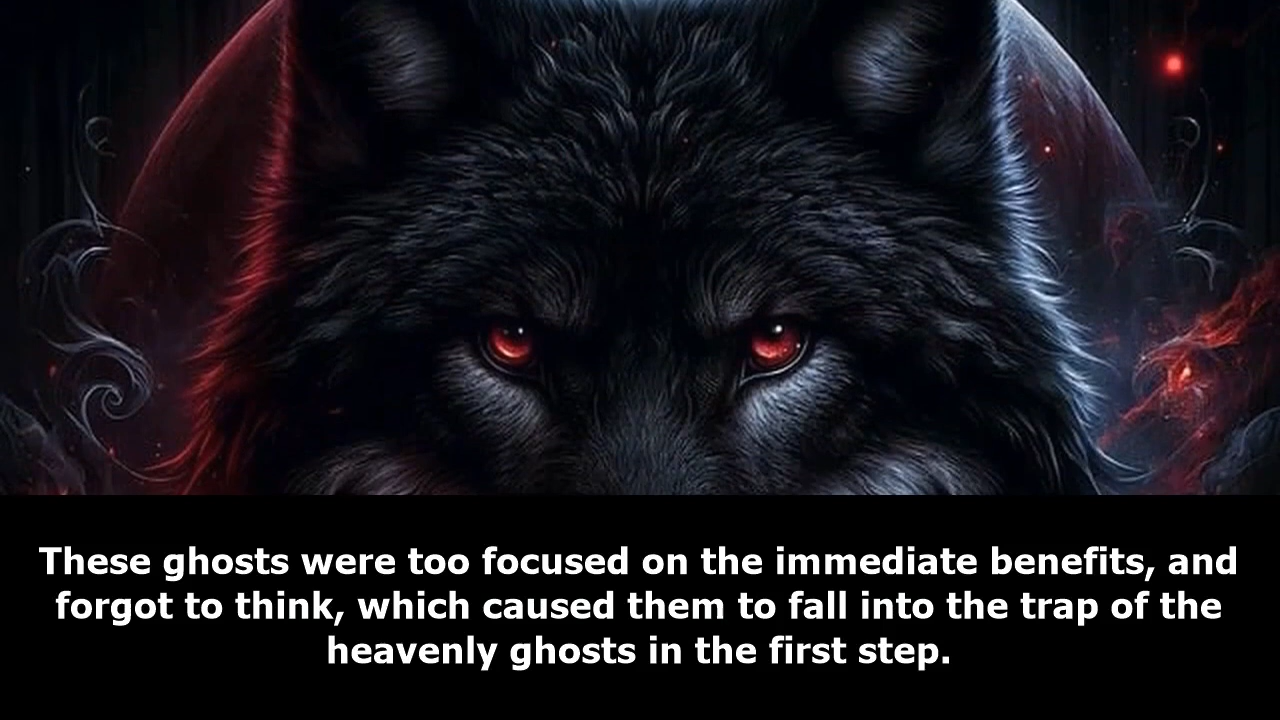 These ghosts were too focused on the immediate benefits, and
forgot to think, which caused them to fall into the trap of the
heavenly ghosts in the first step.